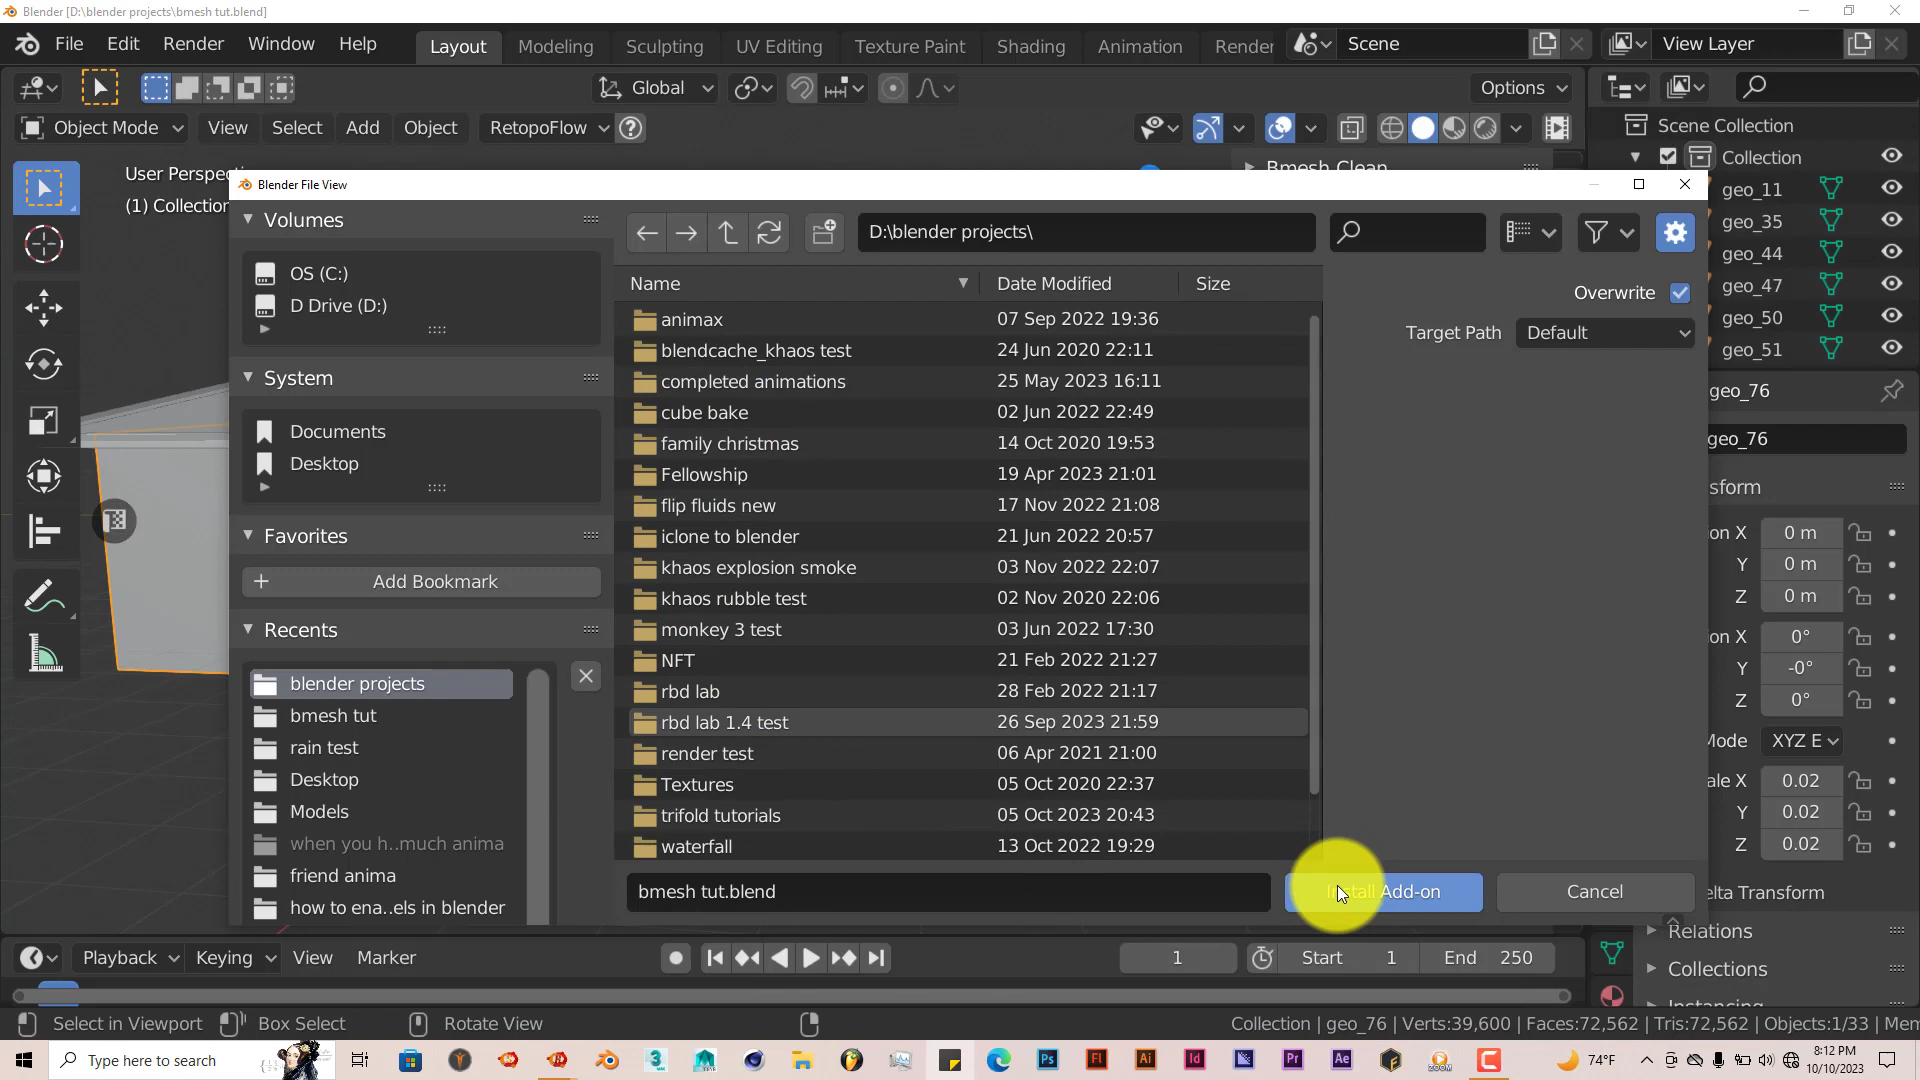 Blender [D:\blender projects\bmesh tut.blend]
File Edit Render Window Help Layout Modeling Sculpting UV Editing Texture Paint Shading Animation Render Scene View Layer
Global Options
Object Mode View Select Add Object RetopoFlow Scene Collection
Bmesh Clean Collection
User Perspec
(1) Collection
Blender File View
geo_11
geo_35
geo_44
geo_47
geo_50
geo_51
geo_76
geo_76
Volumes
OS (C:)
D Drive (D:)
System
Documents
Desktop
Favorites
Add Bookmark
Recents
blender projects
bmesh tut
rain test
Desktop
Models
when you h..much anima
friend anima
how to ena..els in blender
D:\blender projects\
Name Date Modified Size
animax 07 Sep 2022 19:36
blendcache_khaos test 24 Jun 2020 22:11
completed animations 25 May 2023 16:11
cube bake 02 Jun 2022 22:49
family christmas 14 Oct 2020 19:53
Fellowship 19 Apr 2023 21:01
flip fluids new 17 Nov 2022 21:08
iclone to blender 21 Jun 2022 20:57
khaos explosion smoke 03 Nov 2022 22:07
khaos rubble test 02 Nov 2020 22:06
monkey 3 test 03 Jun 2022 17:30
NFT 21 Feb 2022 21:27
rbd lab 28 Feb 2022 21:17
rbd lab 1.4 test 26 Sep 2023 21:59
render test 06 Apr 2021 21:00
Textures 05 Oct 2020 22:37
trifold tutorials 05 Oct 2023 20:43
waterfall 13 Oct 2022 19:29
Overwrite
Target Path Default
bmesh tut.blend Install Add-on Cancel
sform
on X 0 m
Y 0 m
Z 0 m
on X 0°
Y -0°
Z 0°
Mode XYZ E
ale X 0.02
Y 0.02
Z 0.02
elta Transform
Relations
Collections
Instancing
Playback Keying View Marker 1 Start 1 End 250
Select in Viewport Box Select Rotate View Collection | geo_76 | Verts:39,600 | Faces:72,562 | Tris:72,562 | Objects:1/33 | Mem
Type here to search 74°F 8:12 PM
10/10/2023